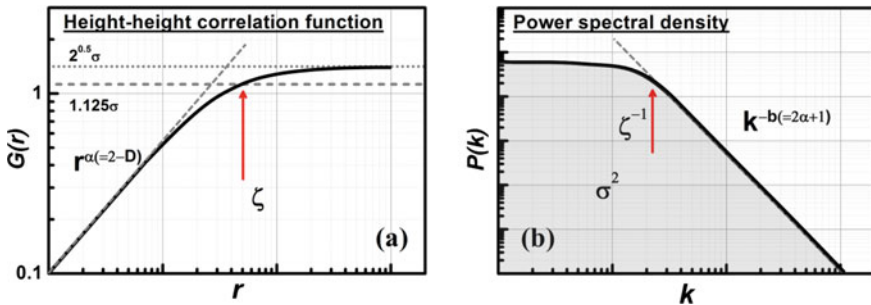 Height-height correlation function
2^0.5σ
1
1.125σ
G(r)
r^α(=2-D)
ζ
(a)
0.1
r
Power spectral density
ζ^-1
k^-b(=2α+1)
P(k)
σ^2
(b)
k